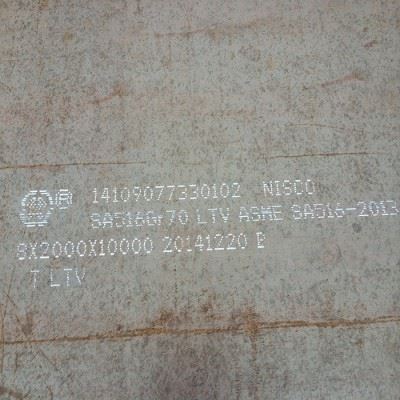 14109077330102 NISCO
SA516Gr70 LTV ASME SA516-2013
8X2000X10000 20141220 B
T LTV